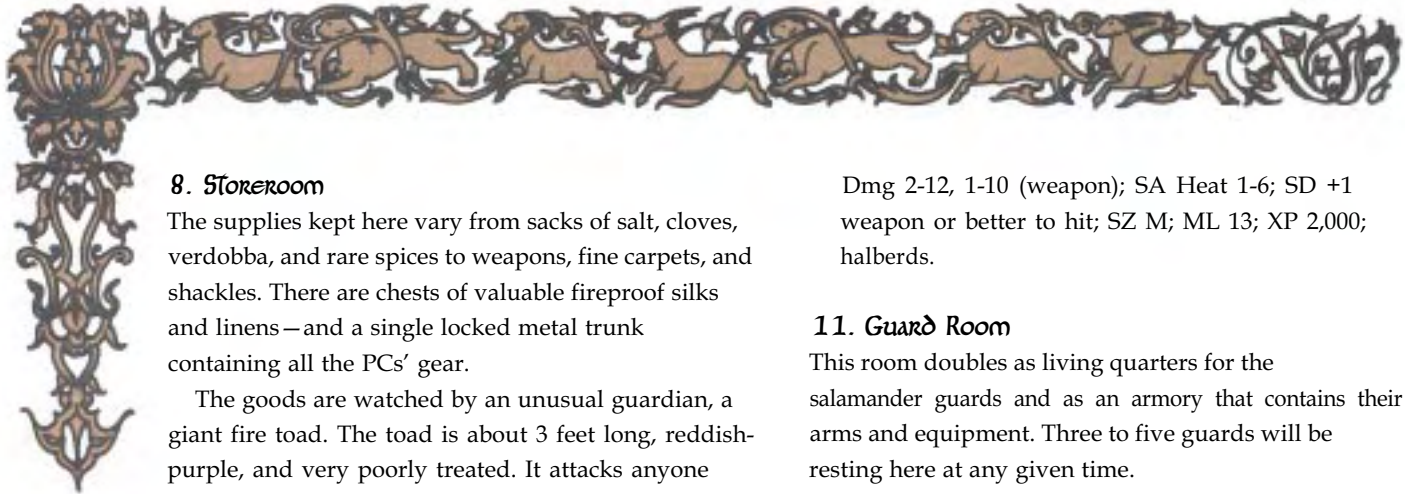 8. Storeroom
The supplies kept here vary from sacks of salt, cloves,
verdobba, and rare spices to weapons, fine carpets, and
shackles. There are chests of valuable fireproof silks
and linens—and a single locked metal trunk
containing all the PCs’ gear.
The goods are watched by an unusual guardian, a
giant fire toad. The toad is about 3 feet long, reddish-
purple, and very poorly treated. It attacks anyone
Dmg 2-12, 1-10 (weapon); SA Heat 1-6; SD +1
weapon or better to hit; SZ M; ML 13; XP 2,000;
halberds.
11. Guard Room
This room doubles as living quarters for the
salamander guards and as an armory that contains their
arms and equipment. Three to five guards will be
resting here at any given time.